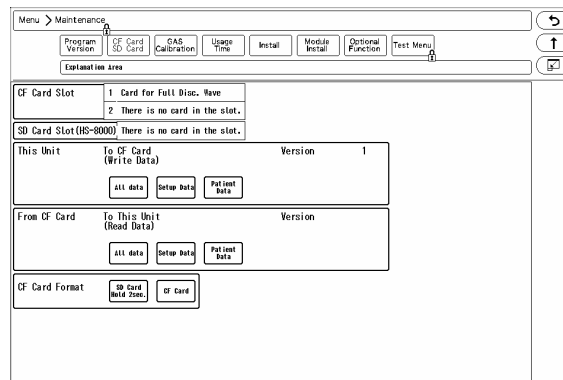 Menu > Maintenance
Program Version
CF Card SD Card
GAS Calibration
Usage Time
Install
Module Install
Optional Function
Test Menu
Explanation Area
CF Card Slot
1 Card for Full Disc. Wave
2 There is no card in the slot.
SD Card Slot(HS-8000) There is no card in the slot.
This Unit To CF Card Version 1
(Write Data)
All data Setup Data Patient Data
From CF Card To This Unit Version
(Read Data)
All data Setup Data Patient Data
CF Card Format
SD Card Hold 2sec.
CF Card